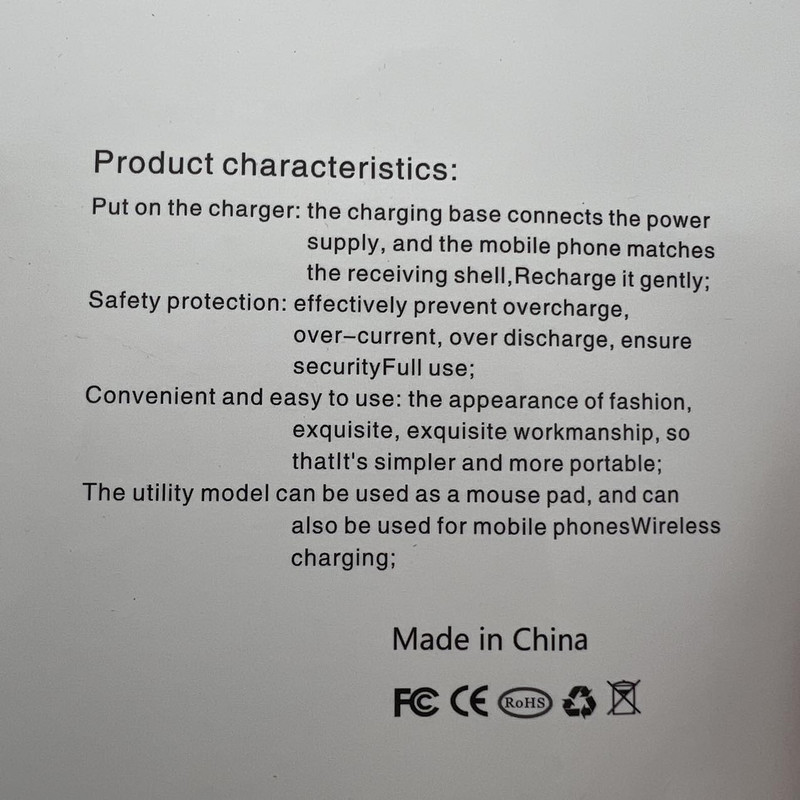 Product characteristics:
Put on the charger: the charging base connects the power
supply, and the mobile phone matches
the receiving shell,Recharge it gently;
Safety protection: effectively prevent overcharge,
over–current, over discharge, ensure
securityFull use;
Convenient and easy to use: the appearance of fashion,
exquisite, exquisite workmanship, so
thatIt's simpler and more portable;
The utility model can be used as a mouse pad, and can
also be used for mobile phonesWireless
charging;
Made in China
FC CE RoHS